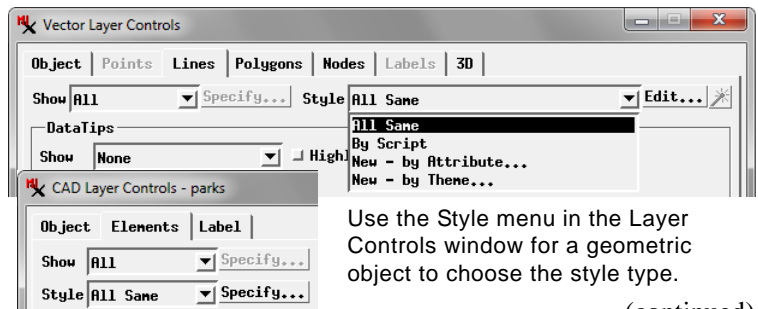 Vector Layer Controls
Object Points Lines Polygons Nodes Labels 3D
Show All Specify... Style All Same Edit...
All Same
By Script
New - by Attribute...
New - by Theme...
DataTips
Show None
CAD Layer Controls - parks
Object Elements Label
Show All Specify...
Style All Same Specify...
Use the Style menu in the Layer
Controls window for a geometric
object to choose the style type.